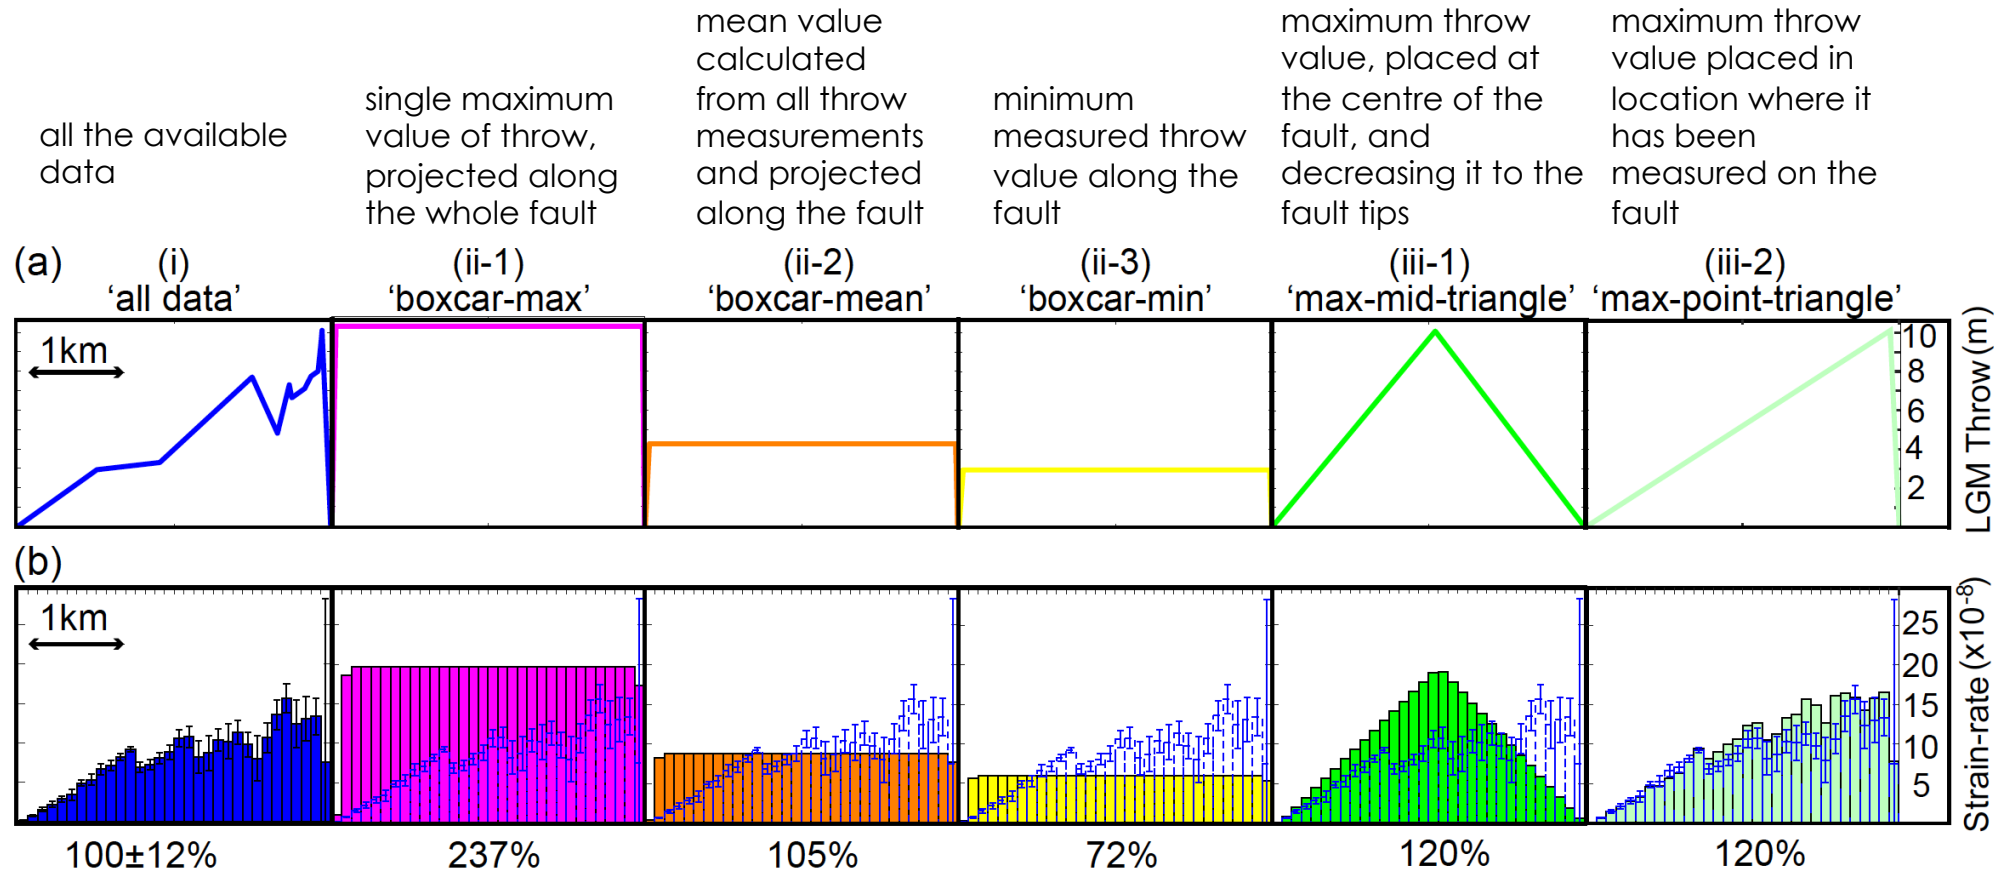 all the available
data
single maximum
value of throw,
projected along
the whole fault
mean value
calculated
from all throw
measurements
and projected
along the fault
minimum
measured throw
value along the
fault
maximum throw
value, placed at
the centre of the
fault, and
decreasing it to the
fault tips
maximum throw
value placed in
location where it
has been
measured on the
fault
(a)
(i)
‘all data’
(ii-1)
‘boxcar-max’
(ii-2)
‘boxcar-mean’
(ii-3)
‘boxcar-min’
(iii-1)
‘max-mid-triangle’
(iii-2)
‘max-point-triangle’
1km
10
8
6
4
2
LGM Throw (m)
(b)
1km
25
20
15
10
5
Strain-rate (x10⁻⁸)
100±12%
237%
105%
72%
120%
120%